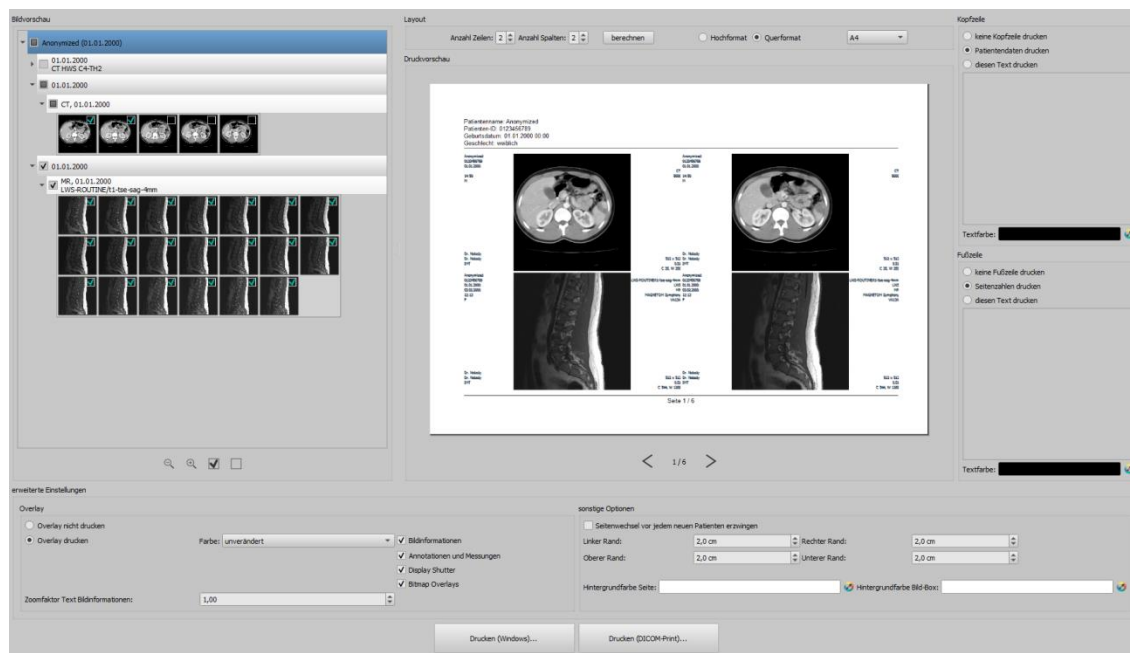 Bildvorschau
Anonymized (01.01.2000)
01.01.2000
CT HWS C4-TH2
01.01.2000
CT, 01.01.2000
01.01.2000
MR, 01.01.2000
LWS-ROUTINE/t1-tse-sag-4mm
Layout
Anzahl Zeilen: 2 Anzahl Spalten: 2 berechnen Hochformat Querformat A4
Druckvorschau
Patientenname: Anonymized
Patienten-ID: 0123456789
Geburtsdatum: 01.01.2000 00:00
Geschlecht: weiblich
Seite 1 / 6
1/6
Kopfzeile
keine Kopfzeile drucken
Patientendaten drucken
diesen Text drucken
Textfarbe:
Fußzeile
keine Fußzeile drucken
Seitenzahlen drucken
diesen Text drucken
Textfarbe:
erweiterte Einstellungen
Overlay
Overlay nicht drucken
Overlay drucken Farbe: unverändert Bildinformationen
Annotationen und Messungen
Display Shutter
Bitmap Overlays
Zoomfaktor Text Bildinformationen: 1,00
sonstige Optionen
Seitenwechsel vor jedem neuen Patienten erzwingen
Linker Rand: 2,0 cm Rechter Rand: 2,0 cm
Oberer Rand: 2,0 cm Unterer Rand: 2,0 cm
Hintergrundfarbe Seite: Hintergrundfarbe Bild-Box:
Drucken (Windows)... Drucken (DICOM-Print)...